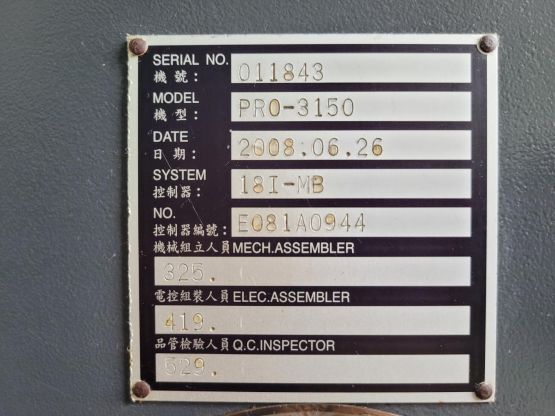 SERIAL NO.
機號： 011843
MODEL
機型： PRO-3150
DATE
日期： 2008.06.26
SYSTEM
控制器： 18I-MB
NO.
控制器編號： E081A0944
機械組立人員 MECH.ASSEMBLER
325.
電控組裝人員 ELEC.ASSEMBLER
419.
品管檢驗人員 Q.C.INSPECTOR
529.